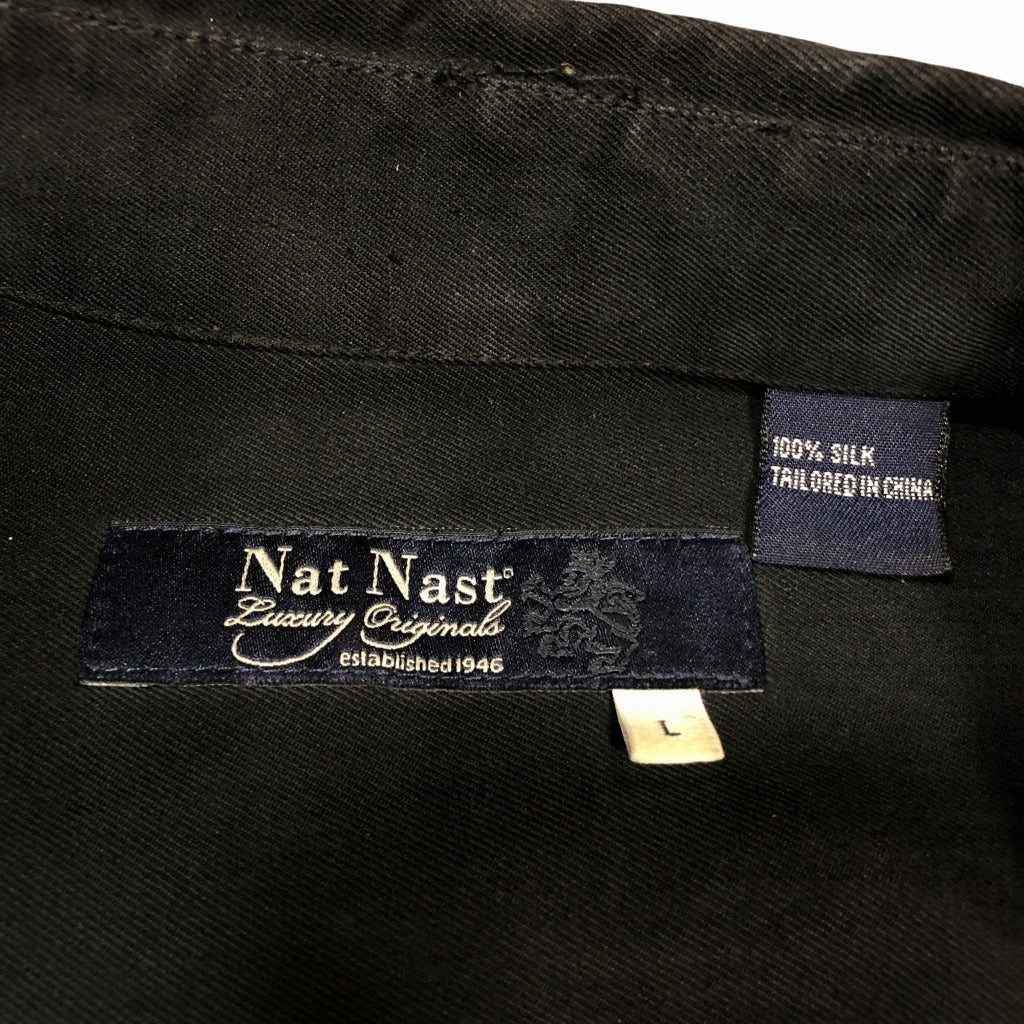 100% SILK
TAILORED IN CHINA
Nat Nast
Luxury Originals
established 1946
L